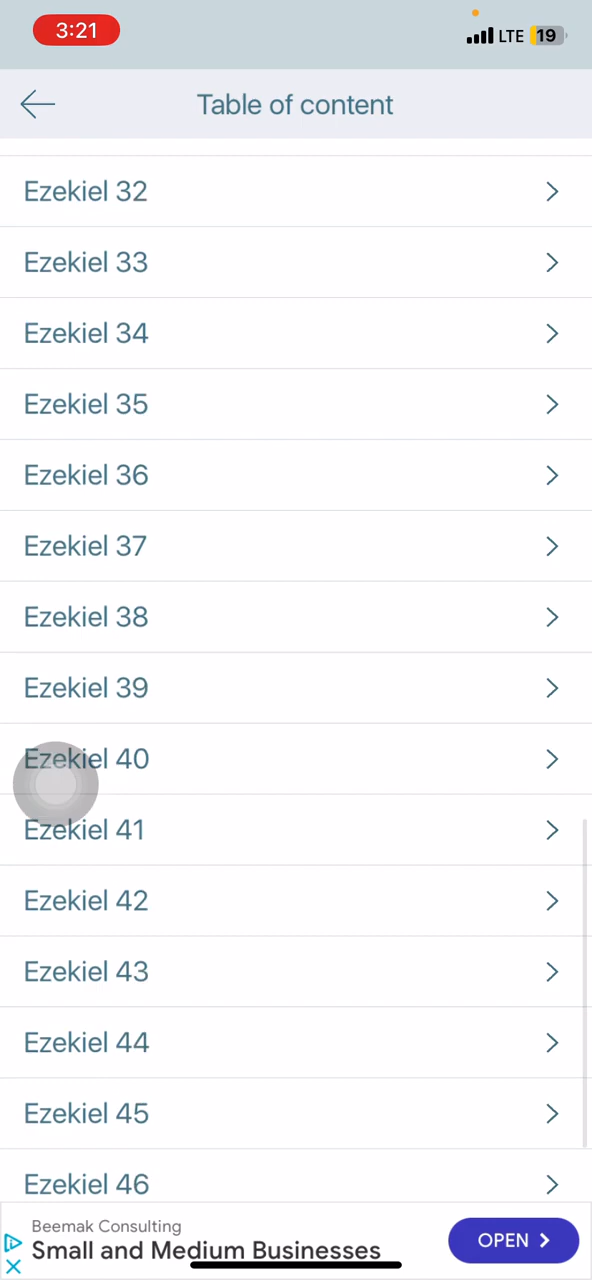 3:21
LTE 19
Table of content
Ezekiel 32
Ezekiel 33
Ezekiel 34
Ezekiel 35
Ezekiel 36
Ezekiel 37
Ezekiel 38
Ezekiel 39
Ezekiel 40
Ezekiel 41
Ezekiel 42
Ezekiel 43
Ezekiel 44
Ezekiel 45
Ezekiel 46
Beemak Consulting
Small and Medium Businesses
OPEN